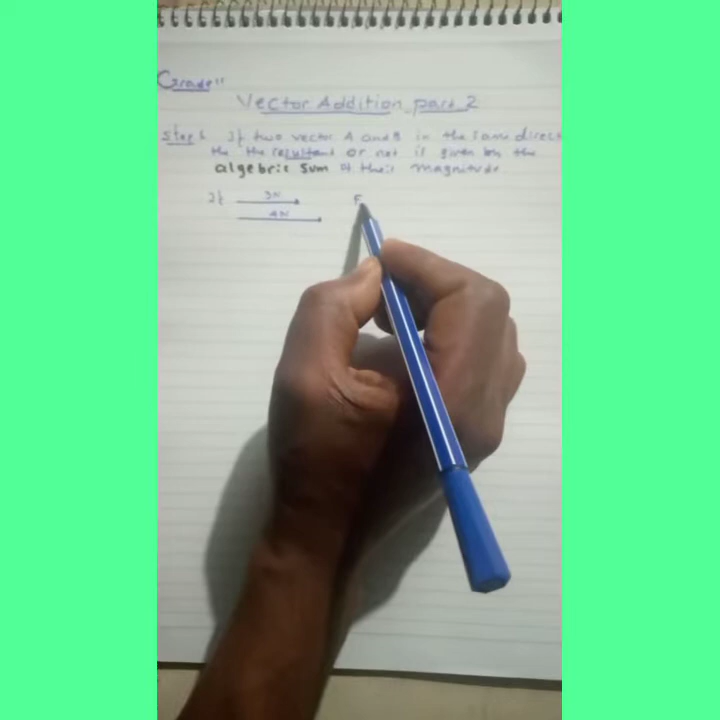 Grade 11
Vector Addition part 2
Step 1 If two vector A and B in the same direc
the the resultant or net is given by the
algebric Sum of their magnitude
If 3N
4N
F